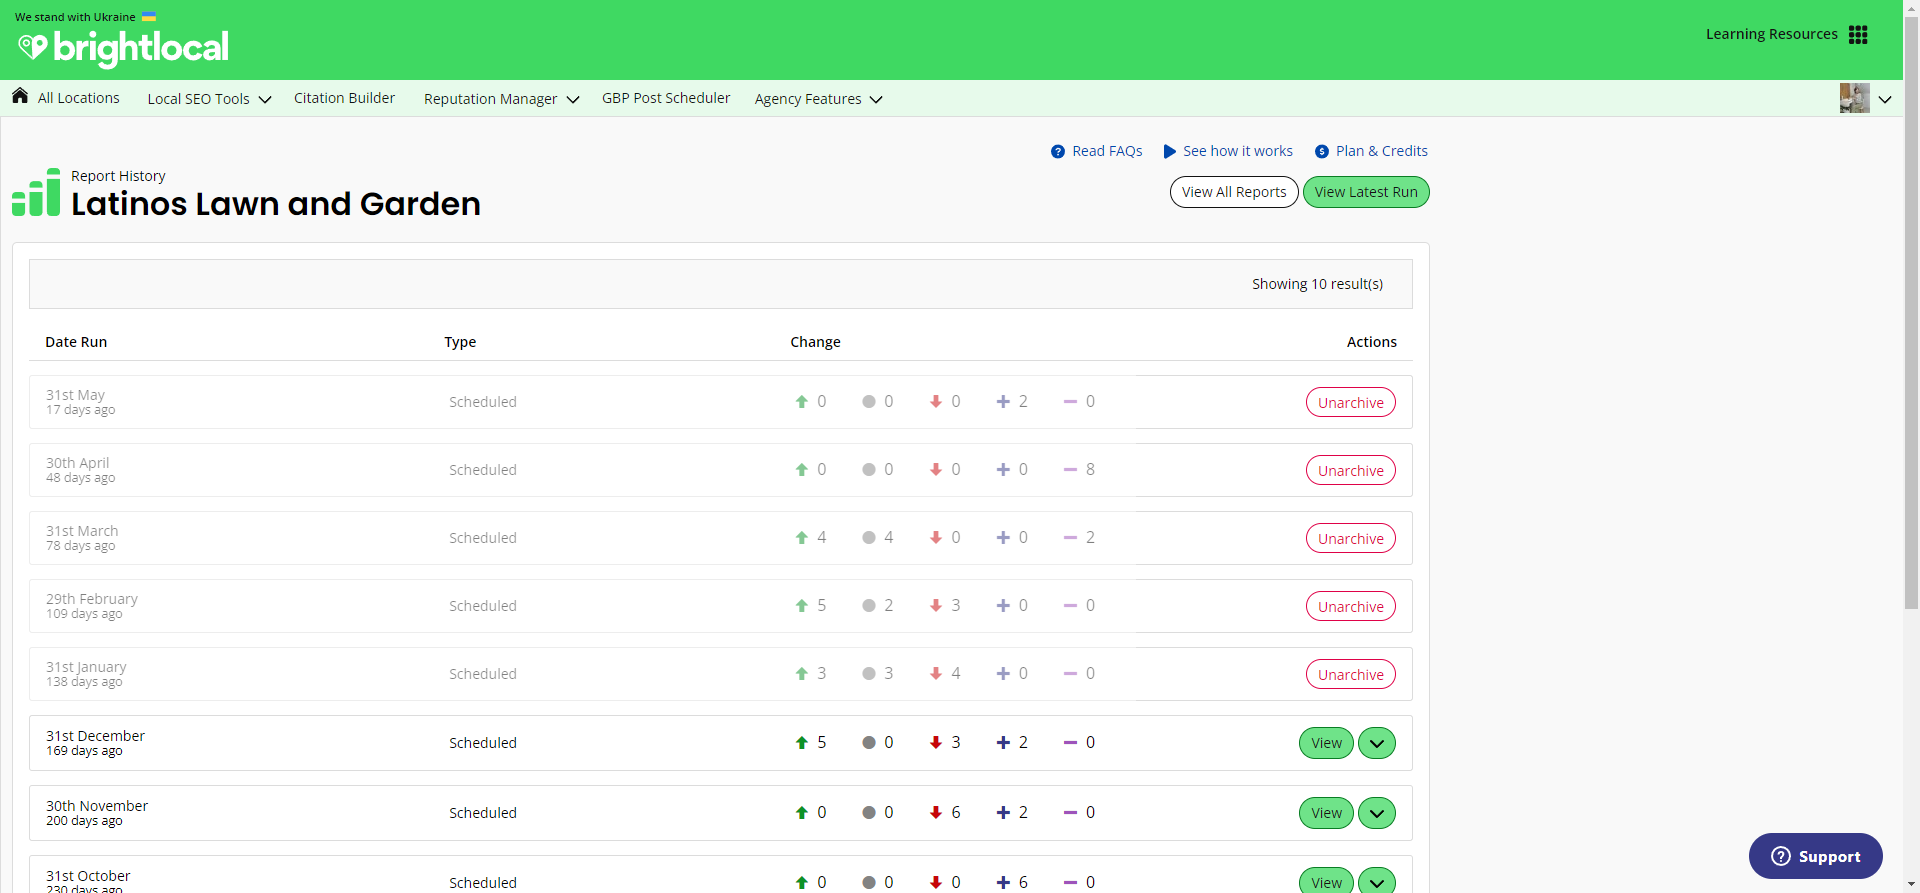 We stand with Ukraine
brightlocal
Learning Resources
All Locations Local SEO Tools Citation Builder Reputation Manager GBP Post Scheduler Agency Features
Read FAQs See how it works Plan & Credits
Report History
Latinos Lawn and Garden
View All Reports View Latest Run
Showing 10 result(s)
Date Run Type Change Actions
31st May
17 days ago
Scheduled 0 0 0 2 0 Unarchive
30th April
48 days ago
Scheduled 0 0 0 0 8 Unarchive
31st March
78 days ago
Scheduled 4 4 0 0 2 Unarchive
29th February
109 days ago
Scheduled 5 2 3 0 0 Unarchive
31st January
138 days ago
Scheduled 3 3 4 0 0 Unarchive
31st December
169 days ago
Scheduled 5 0 3 2 0 View
30th November
200 days ago
Scheduled 0 0 6 2 0 View
31st October
230 days ago
Scheduled 0 0 0 6 0 View
Support